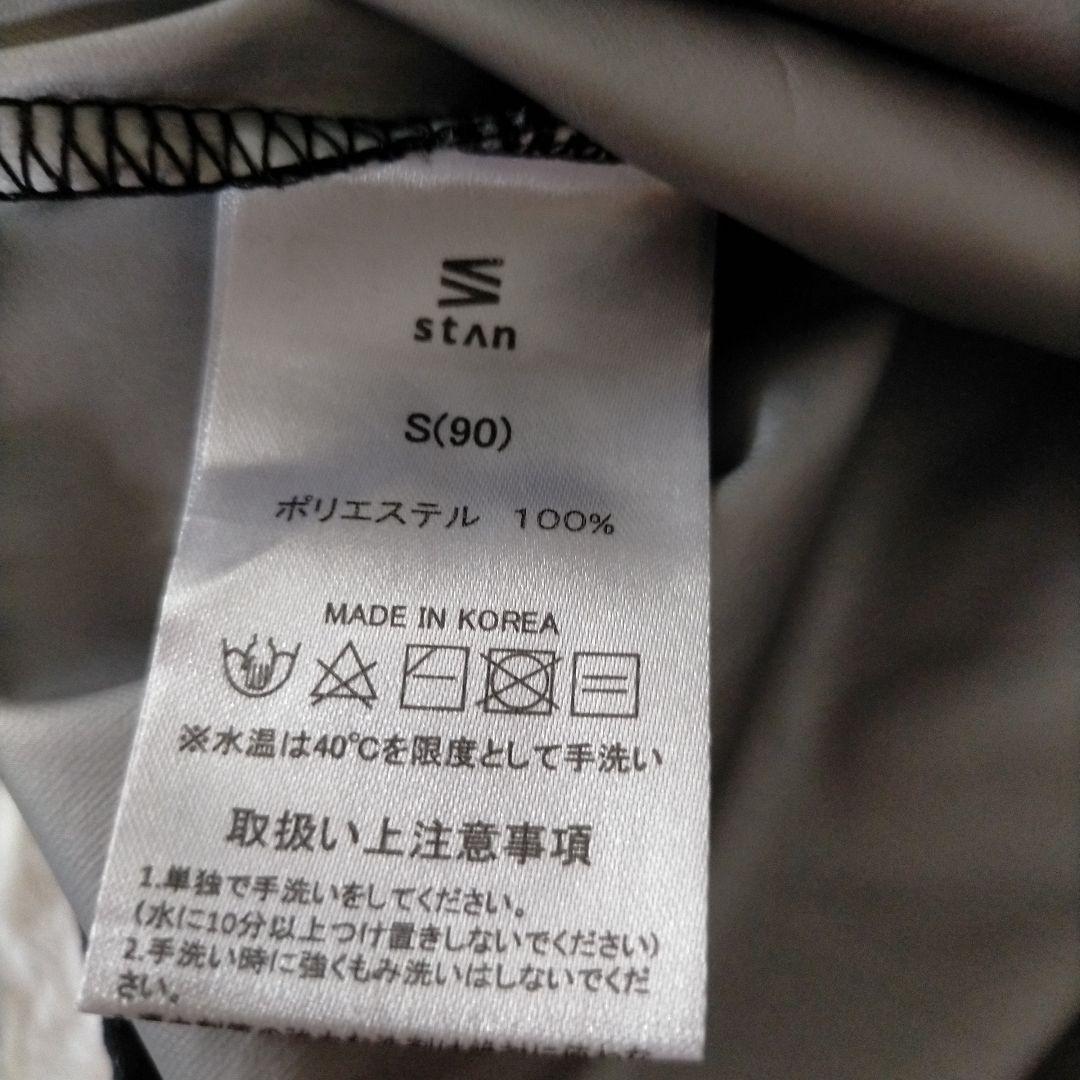 stΛn
S(90)
ポリエステル 100%
MADE IN KOREA
※水温は40℃を限度として手洗い
取扱い上注意事項
1.単独で手洗いをしてください。
(水に10分以上つけ置きしないでください)
2.手洗い時に強くもみ洗いはしないでくだ
さい。